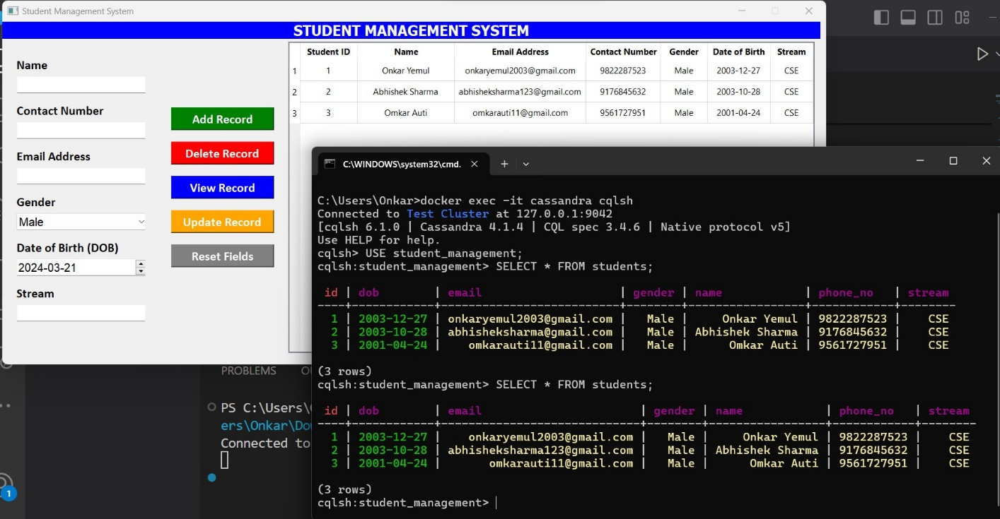 Student Management System
STUDENT MANAGEMENT SYSTEM
Name
Contact Number
Email Address
Gender
Male
Date of Birth (DOB)
2024-03-21
Stream
Add Record
Delete Record
View Record
Update Record
Reset Fields
Student ID Name Email Address Contact Number Gender Date of Birth Stream
1 1 Onkar Yemul onkaryemul2003@gmail.com 9822287523 Male 2003-12-27 CSE
2 2 Abhishek Sharma abhisheksharma123@gmail.com 9176845632 Male 2003-10-28 CSE
3 3 Omkar Auti omkarauti11@gmail.com 9561727951 Male 2001-04-24 CSE
C:\WINDOWS\system32\cmd.
C:\Users\Onkar>docker exec -it cassandra cqlsh
Connected to Test Cluster at 127.0.0.1:9042
[cqlsh 6.1.0 | Cassandra 4.1.4 | CQL spec 3.4.6 | Native protocol v5]
Use HELP for help.
cqlsh> USE student_management;
cqlsh:student_management> SELECT * FROM students;
id | dob | email | gender | name | phone_no | stream
1 | 2003-12-27 | onkaryemul2003@gmail.com | Male | Onkar Yemul | 9822287523 | CSE
2 | 2003-10-28 | abhisheksharma@gmail.com | Male | Abhishek Sharma | 9176845632 | CSE
3 | 2001-04-24 | omkarauti11@gmail.com | Male | Omkar Auti | 9561727951 | CSE
(3 rows)
cqlsh:student_management> SELECT * FROM students;
id | dob | email | gender | name | phone_no | stream
1 | 2003-12-27 | onkaryemul2003@gmail.com | Male | Onkar Yemul | 9822287523 | CSE
2 | 2003-10-28 | abhisheksharma123@gmail.com | Male | Abhishek Sharma | 9176845632 | CSE
3 | 2001-04-24 | omkarauti11@gmail.com | Male | Omkar Auti | 9561727951 | CSE
(3 rows)
cqlsh:student_management>
PROBLEMS
PS C:\Users\
ers\Onkar\Do
Connected to
1